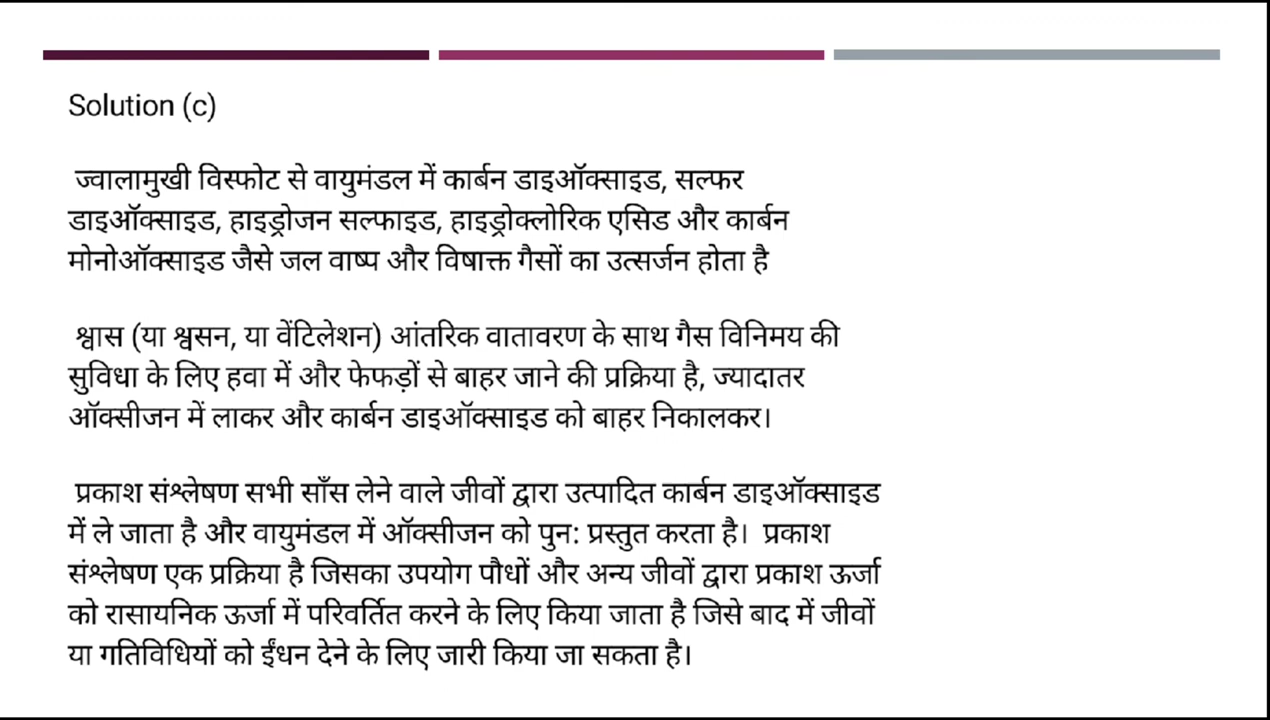 Solution (c)
ज्वालामुखी विस्फोट से वायुमंडल में कार्बन डाइऑक्साइड, सल्फर
डाइऑक्साइड, हाइड्रोजन सल्फाइड, हाइड्रोक्लोरिक एसिड और कार्बन
मोनोऑक्साइड जैसे जल वाष्प और विषाक्त गैसों का उत्सर्जन होता है
श्वास (या श्वसन, या वेंटिलेशन) आंतरिक वातावरण के साथ गैस विनिमय की
सुविधा के लिए हवा में और फेफड़ों से बाहर जाने की प्रक्रिया है, ज्यादातर
ऑक्सीजन में लाकर और कार्बन डाइऑक्साइड को बाहर निकालकर।
प्रकाश संश्लेषण सभी साँस लेने वाले जीवों द्वारा उत्पादित कार्बन डाइऑक्साइड
में ले जाता है और वायुमंडल में ऑक्सीजन को पुन: प्रस्तुत करता है। प्रकाश
संश्लेषण एक प्रक्रिया है जिसका उपयोग पौधों और अन्य जीवों द्वारा प्रकाश ऊर्जा
को रासायनिक ऊर्जा में परिवर्तित करने के लिए किया जाता है जिसे बाद में जीवों
या गतिविधियों को ईंधन देने के लिए जारी किया जा सकता है।